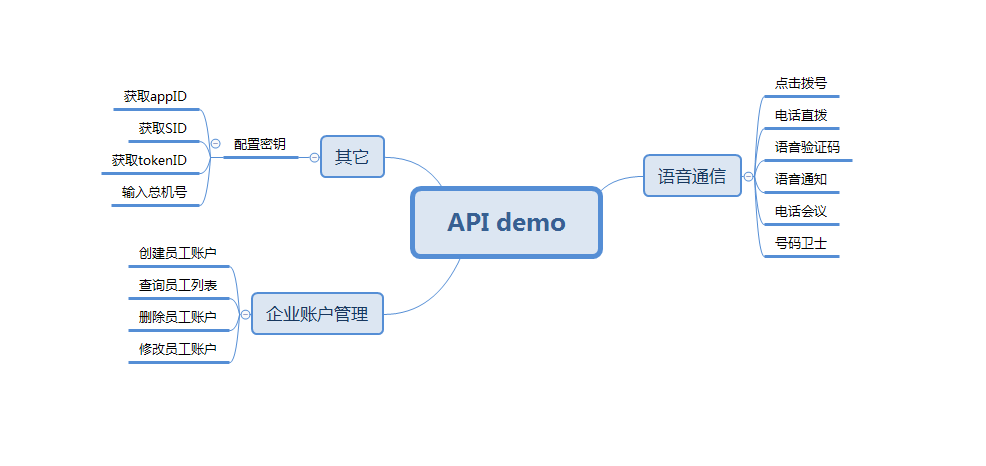 API demo
语音通信
点击拨号
电话直拨
语音验证码
语音通知
电话会议
号码卫士
其它
配置密钥
获取appID
获取SID
获取tokenID
输入总机号
企业账户管理
创建员工账户
查询员工列表
删除员工账户
修改员工账户